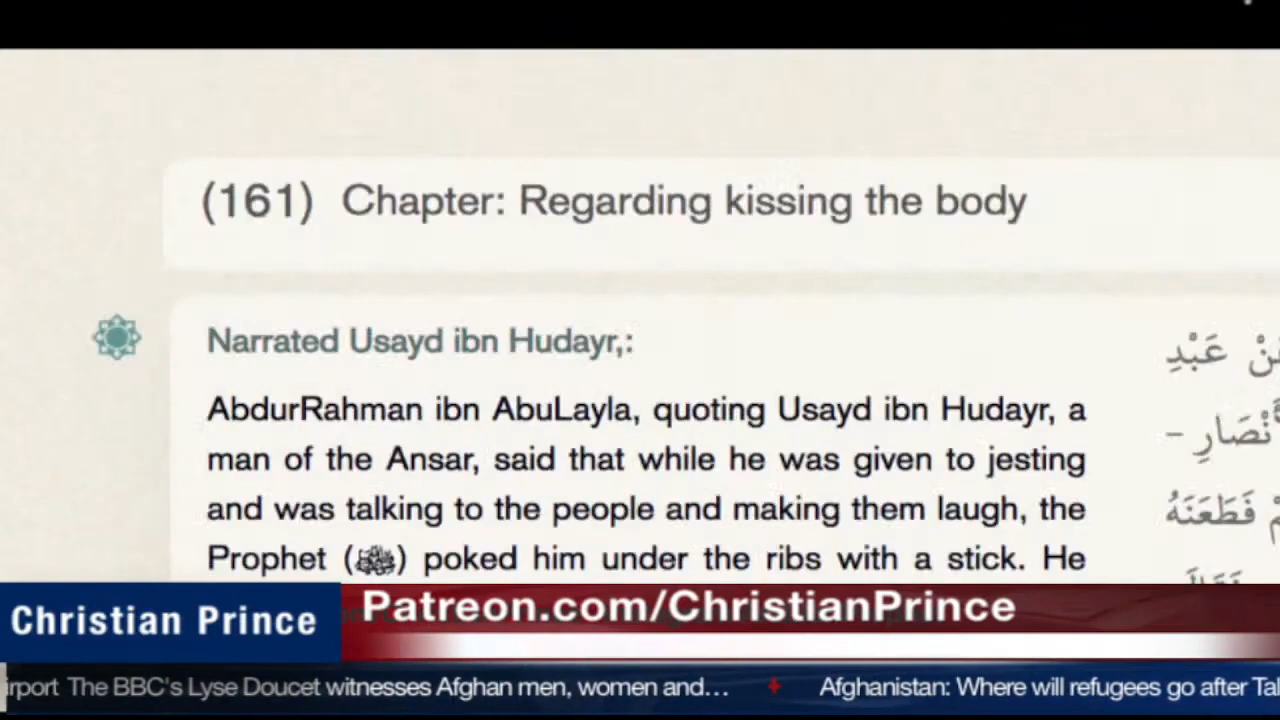 (161) Chapter: Regarding kissing the body
Narrated Usayd ibn Hudayr,:
AbdurRahman ibn AbuLayla, quoting Usayd ibn Hudayr, a
man of the Ansar, said that while he was given to jesting
and was talking to the people and making them laugh, the
Prophet (ﷺ) poked him under the ribs with a stick. He
عَبْدِ
فَطَعَنَهُ
Christian Prince
Patreon.com/ChristianPrince
irport The BBC's Lyse Doucet witnesses Afghan men, women and… Afghanistan: Where will refugees go after Tal